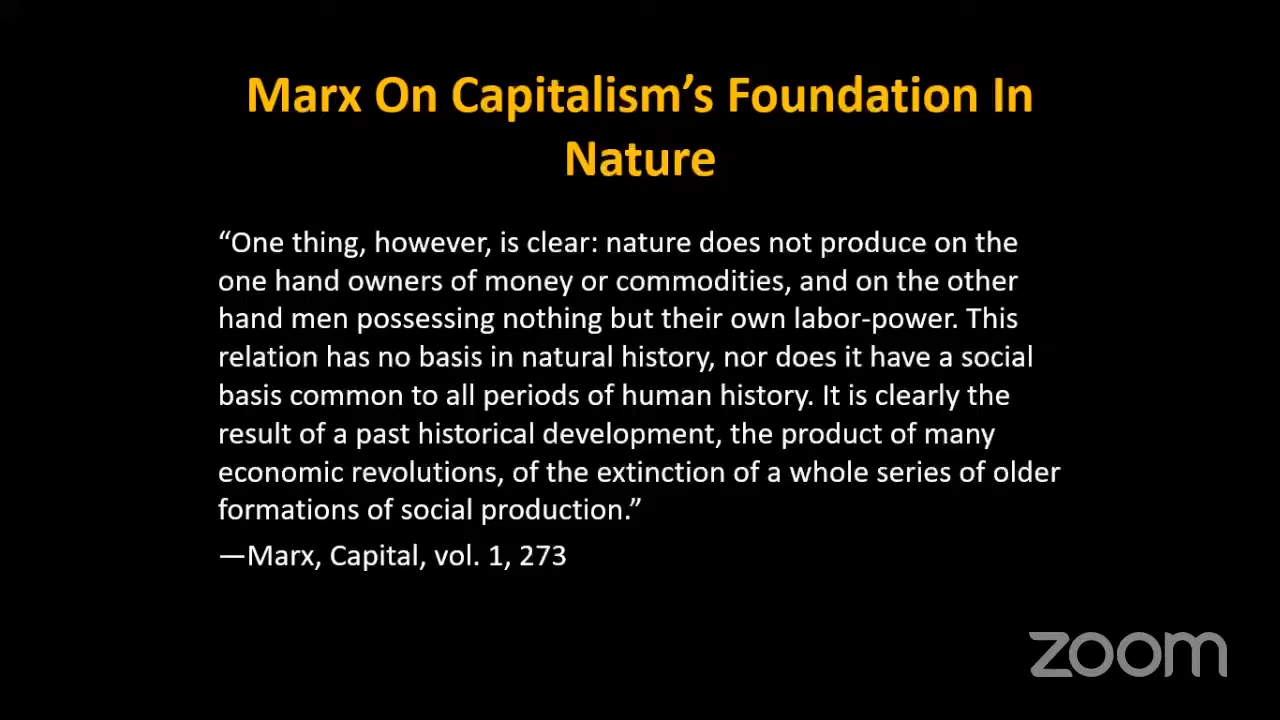 Marx On Capitalism’s Foundation In
Nature
“One thing, however, is clear: nature does not produce on the
one hand owners of money or commodities, and on the other
hand men possessing nothing but their own labor-power. This
relation has no basis in natural history, nor does it have a social
basis common to all periods of human history. It is clearly the
result of a past historical development, the product of many
economic revolutions, of the extinction of a whole series of older
formations of social production.”
—Marx, Capital, vol. 1, 273
zoom